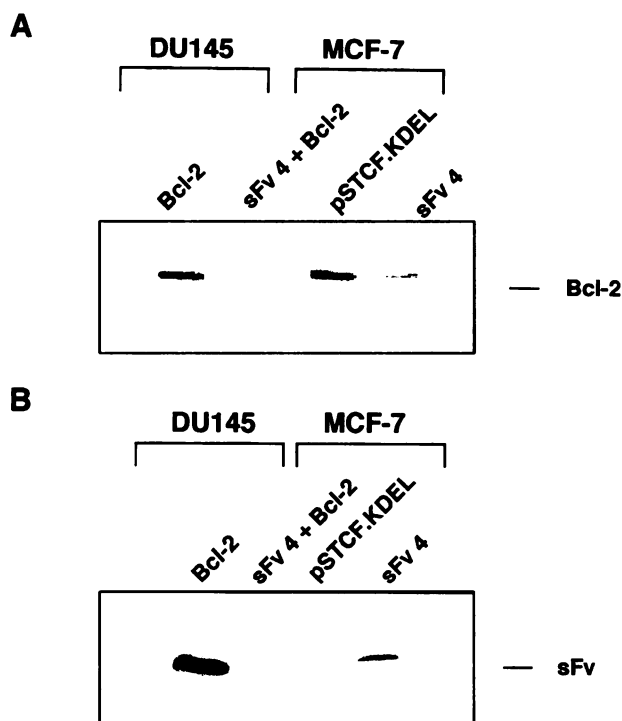 A
DU145 MCF-7
Bcl-2 sFv 4 + Bcl-2 pSTCF.KDEL sFv 4
Bcl-2
B
DU145 MCF-7
Bcl-2 sFv 4 + Bcl-2 pSTCF.KDEL sFv 4
sFv